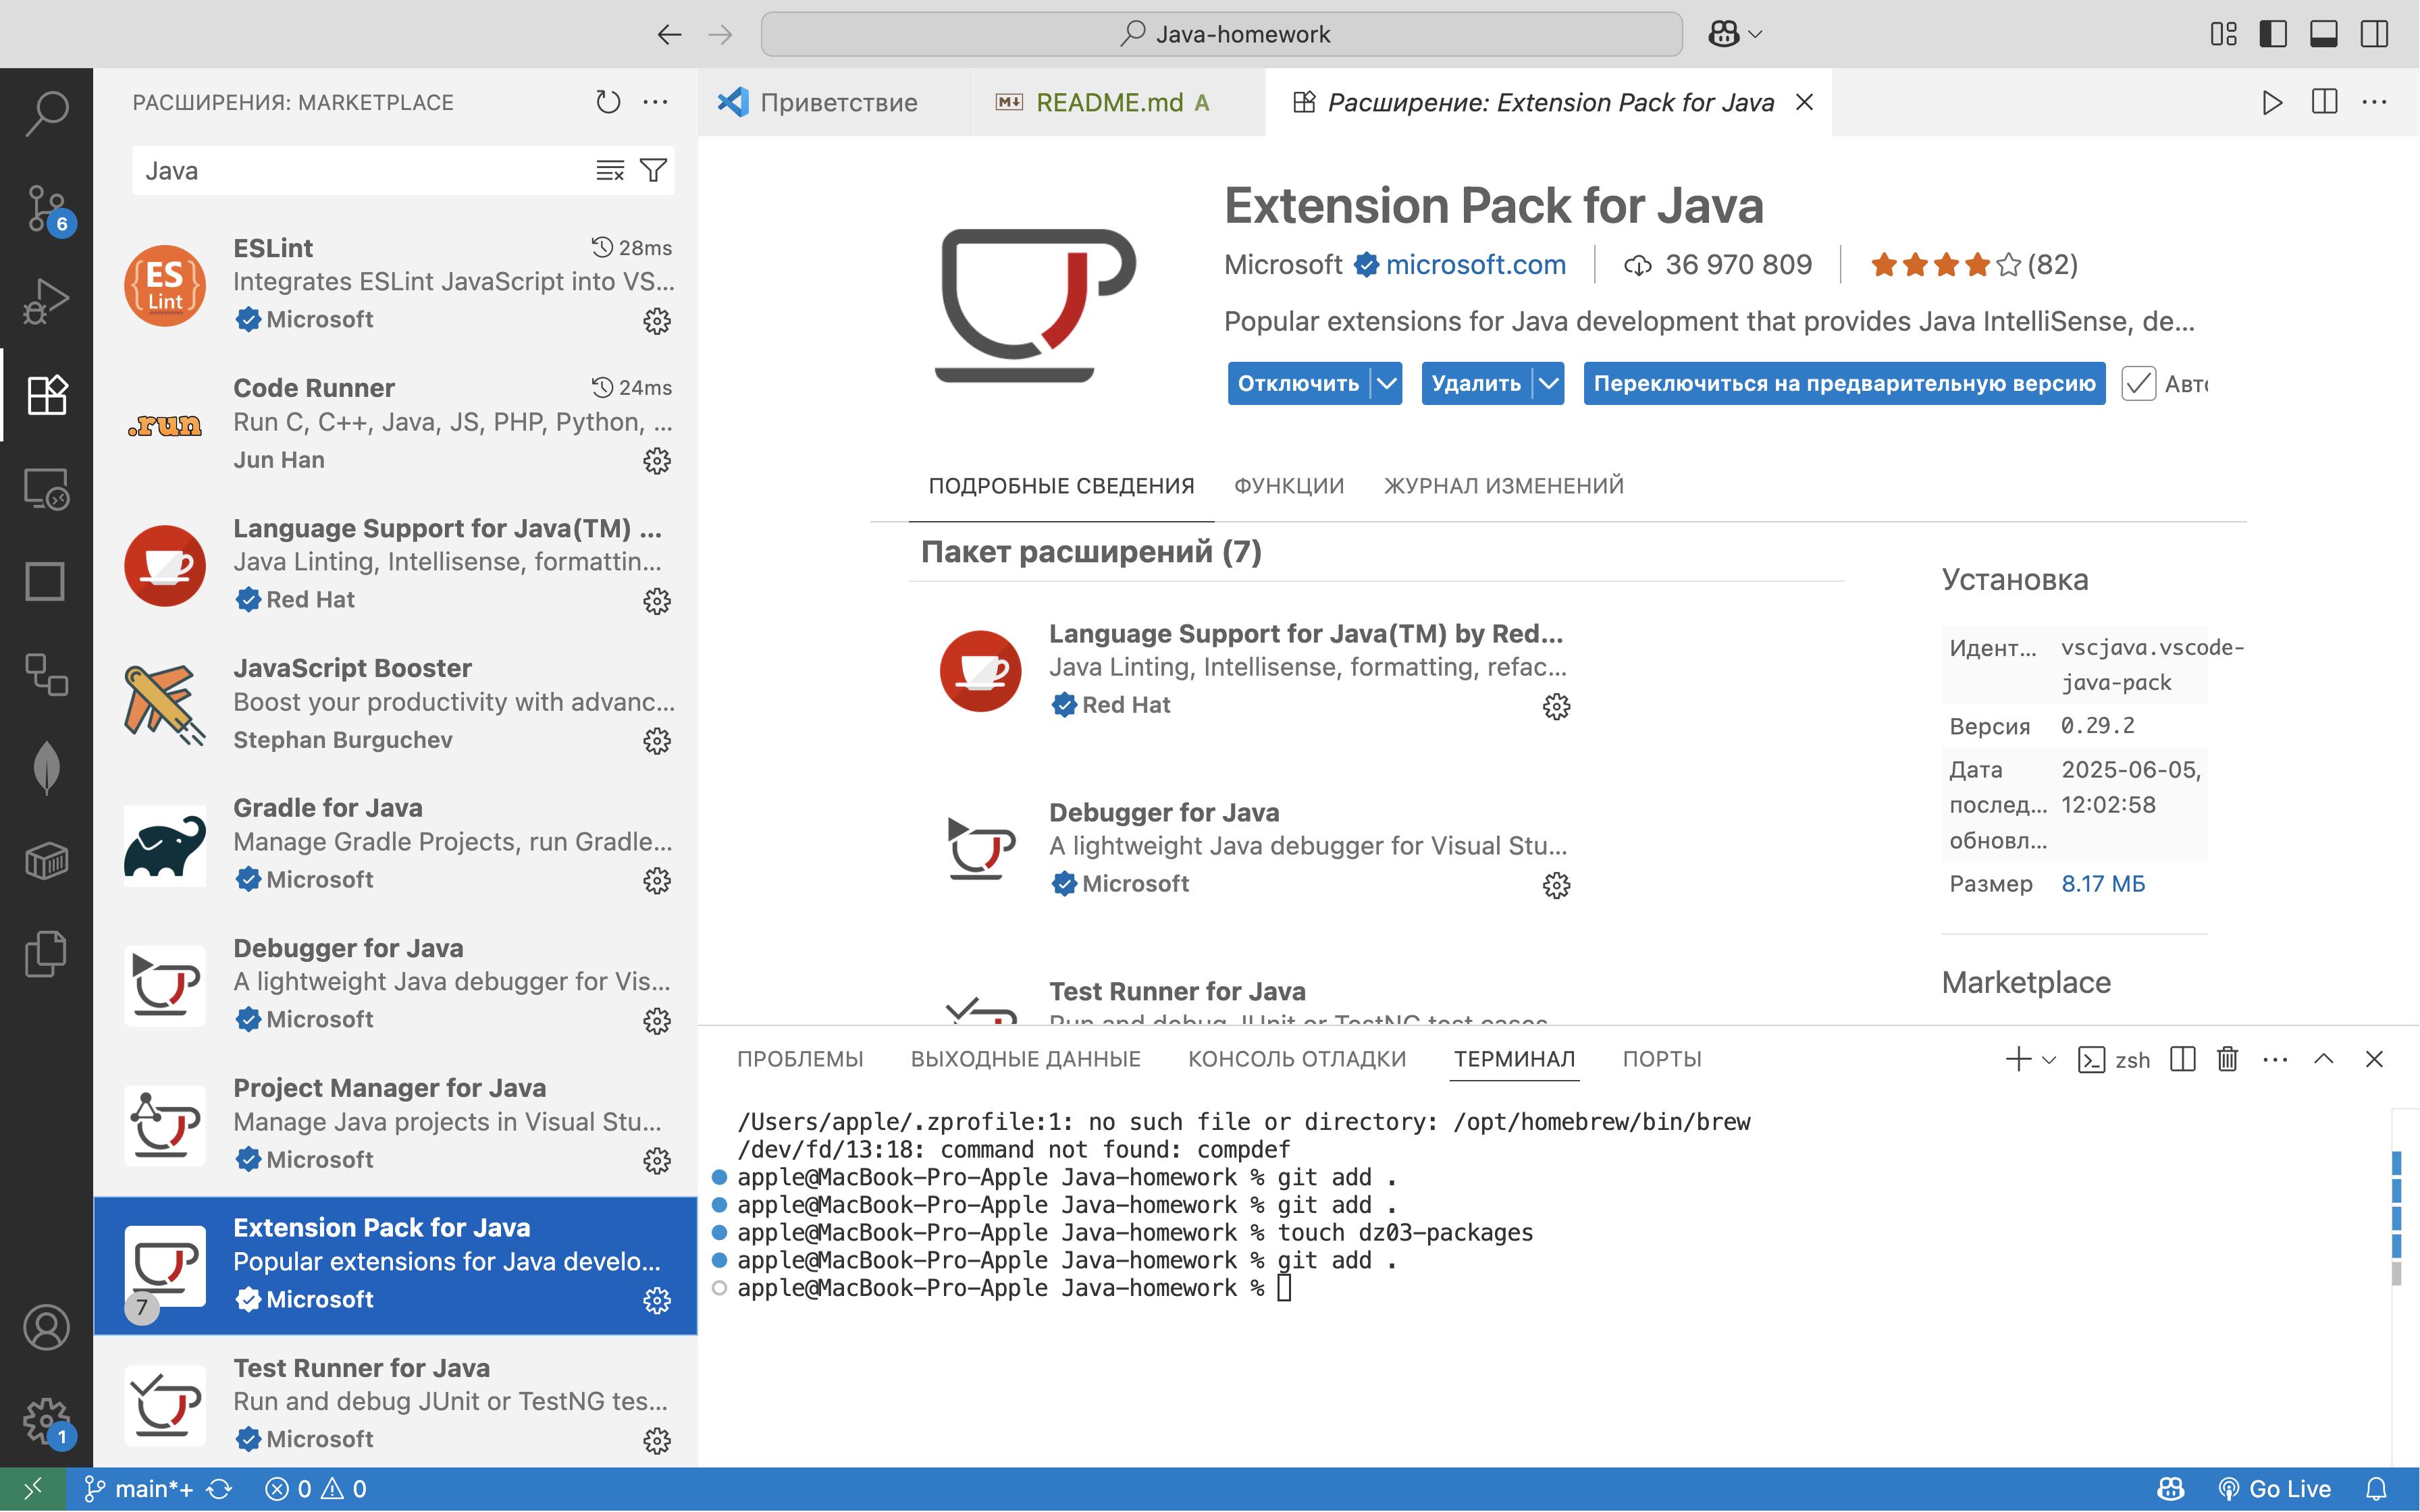 Java-homework
РАСШИРЕНИЯ: MARKETPLACE
Java
6
ESLint 28ms
Integrates ESLint JavaScript into VS...
Microsoft
ES
Lint
Code Runner 24ms
Run C, C++, Java, JS, PHP, Python, ...
Jun Han
.run
Language Support for Java(TM) ...
Java Linting, Intellisense, formattin...
Red Hat
JavaScript Booster
Boost your productivity with advanc...
Stephan Burguchev
Gradle for Java
Manage Gradle Projects, run Gradle...
Microsoft
Debugger for Java
A lightweight Java debugger for Vis...
Microsoft
Project Manager for Java
Manage Java projects in Visual Stu...
Microsoft
Extension Pack for Java
Popular extensions for Java develo...
Microsoft
7
Test Runner for Java
Run and debug JUnit or TestNG tes...
Microsoft
1
Приветствие
README.md A
Расширение: Extension Pack for Java
Extension Pack for Java
Microsoft microsoft.com 36 970 809 (82)
Popular extensions for Java development that provides Java IntelliSense, de...
Отключить Удалить Переключиться на предварительную версию Авто
ПОДРОБНЫЕ СВЕДЕНИЯ ФУНКЦИИ ЖУРНАЛ ИЗМЕНЕНИЙ
Пакет расширений (7)
Language Support for Java(TM) by Red...
Java Linting, Intellisense, formatting, refac...
Red Hat
Debugger for Java
A lightweight Java debugger for Visual Stu...
Microsoft
Test Runner for Java
Run and debug JUnit or TestNG test cases
Установка
Идент... vscjava.vscode-
java-pack
Версия 0.29.2
Дата 2025-06-05,
послед... 12:02:58
обновл...
Размер 8.17 МБ
Marketplace
ПРОБЛЕМЫ ВЫХОДНЫЕ ДАННЫЕ КОНСОЛЬ ОТЛАДКИ ТЕРМИНАЛ ПОРТЫ zsh
/Users/apple/.zprofile:1: no such file or directory: /opt/homebrew/bin/brew
/dev/fd/13:18: command not found: compdef
apple@MacBook-Pro-Apple Java-homework % git add .
apple@MacBook-Pro-Apple Java-homework % git add .
apple@MacBook-Pro-Apple Java-homework % touch dz03-packages
apple@MacBook-Pro-Apple Java-homework % git add .
apple@MacBook-Pro-Apple Java-homework %
main*+ 0 0 Go Live